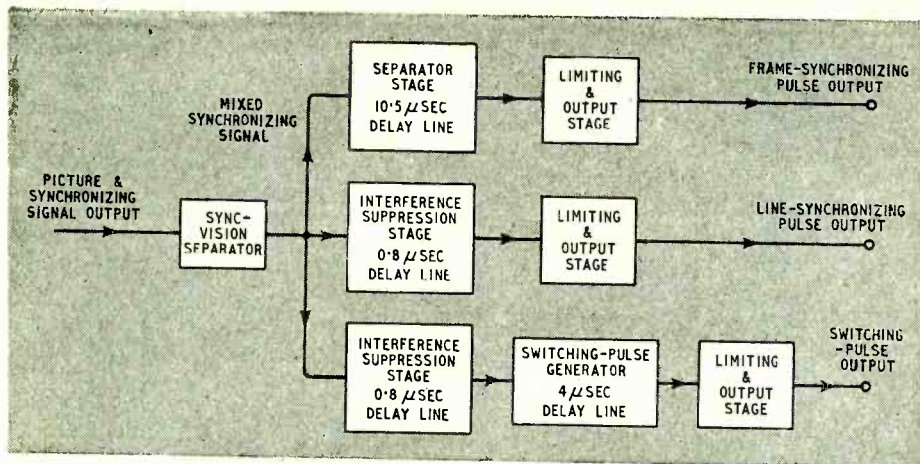 PICTURE &
SYNCHRONIZING
SIGNAL OUTPUT
SYNC-
VISION
SEPARATOR
MIXED
SYNCHRONIZING
SIGNAL
SEPARATOR
STAGE
10·5 μSEC
DELAY LINE
LIMITING
&
OUTPUT
STAGE
FRAME-SYNCHRONIZING
PULSE OUTPUT
INTERFERENCE
SUPPRESSION
STAGE
0·8 μSEC
DELAY LINE
LIMITING
&
OUTPUT
STAGE
LINE-SYNCHRONIZING
PULSE OUTPUT
INTERFERENCE
SUPPRESSION
STAGE
0·8 μSEC
DELAY LINE
SWITCHING-PULSE
GENERATOR
4 μSEC
DELAY LINE
LIMITING
&
OUTPUT
STAGE
SWITCHING
-PULSE
OUTPUT